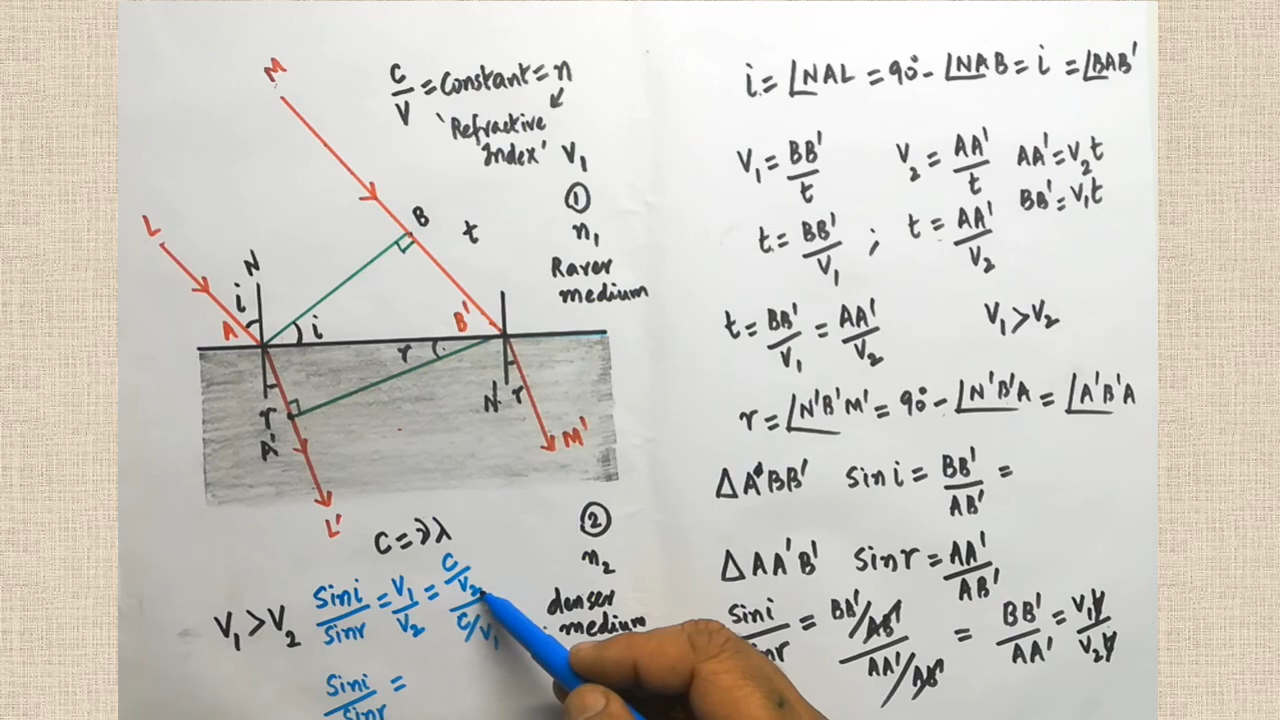 M
C/V = Constant = n
'Refractive
Index'
V₁
①
n₁
Rarer
medium
L
N
i
A
B
t
i
B'
r
r
A'
N'
r
M'
L'
C = νλ
②
n₂
denser
medium
V₁ > V₂
Sin i / Sin r = V₁/V₂ = C/V₂ / C/V₁
Sin i / Sin r =
i = ∠NAL = 90° - ∠NAB = i = ∠BAB'
V₁ = BB'/t V₂ = AA'/t AA' = V₂t
BB' = V₁t
t = BB'/V₁ ; t = AA'/V₂
t = BB'/V₁ = AA'/V₂ V₁ > V₂
r = ∠N'B'M' = 90° - ∠N'B'A = ∠A'B'A
ΔABB' Sin i = BB'/AB' =
ΔAA'B' Sin r = AA'/AB'
Sin i / Sin r = BB'/AB' / AA'/AB' = BB'/AA' = V₁t/V₂t